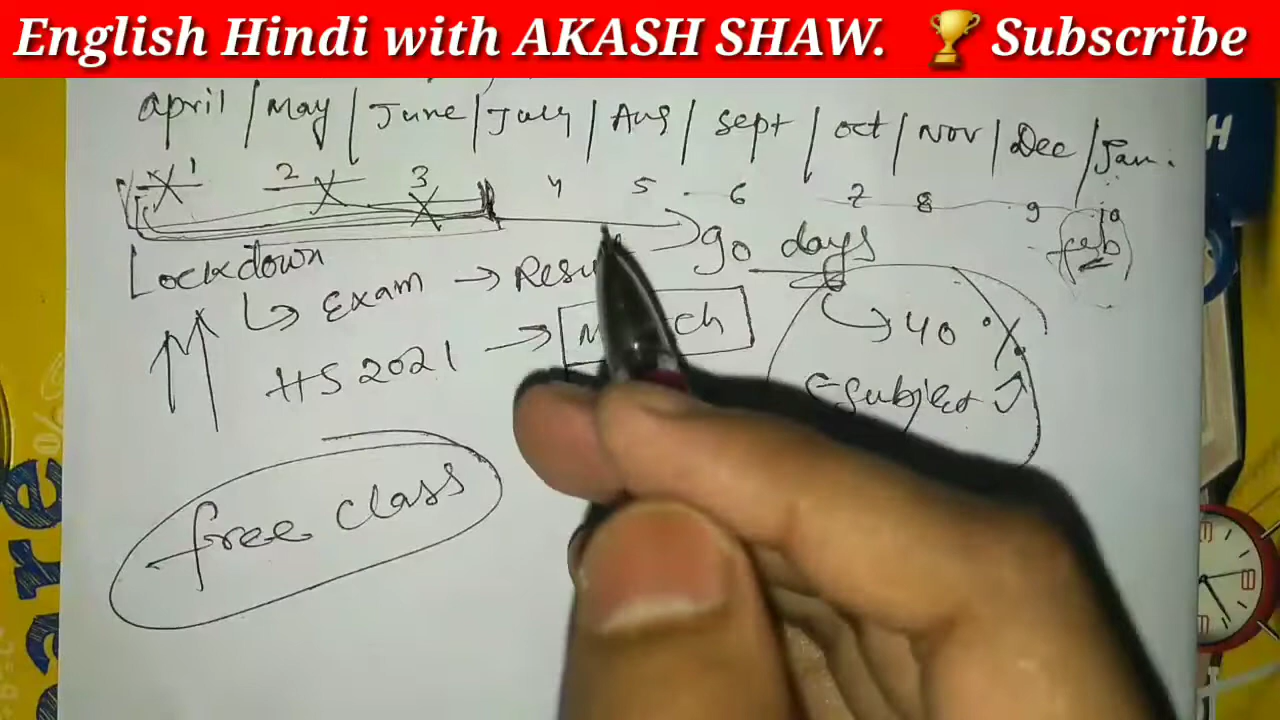 English Hindi with AKASH SHAW. 🏆 Subscribe
april / May / June / July / Aug / sept / oct / Nov / Dec / Jan.
1 2 3 4 5 6 7 8 9 10
feb
Lockdown
90 days
Exam → Resu
40 %
HS 2021 → M ch
Subject
free class
are
H